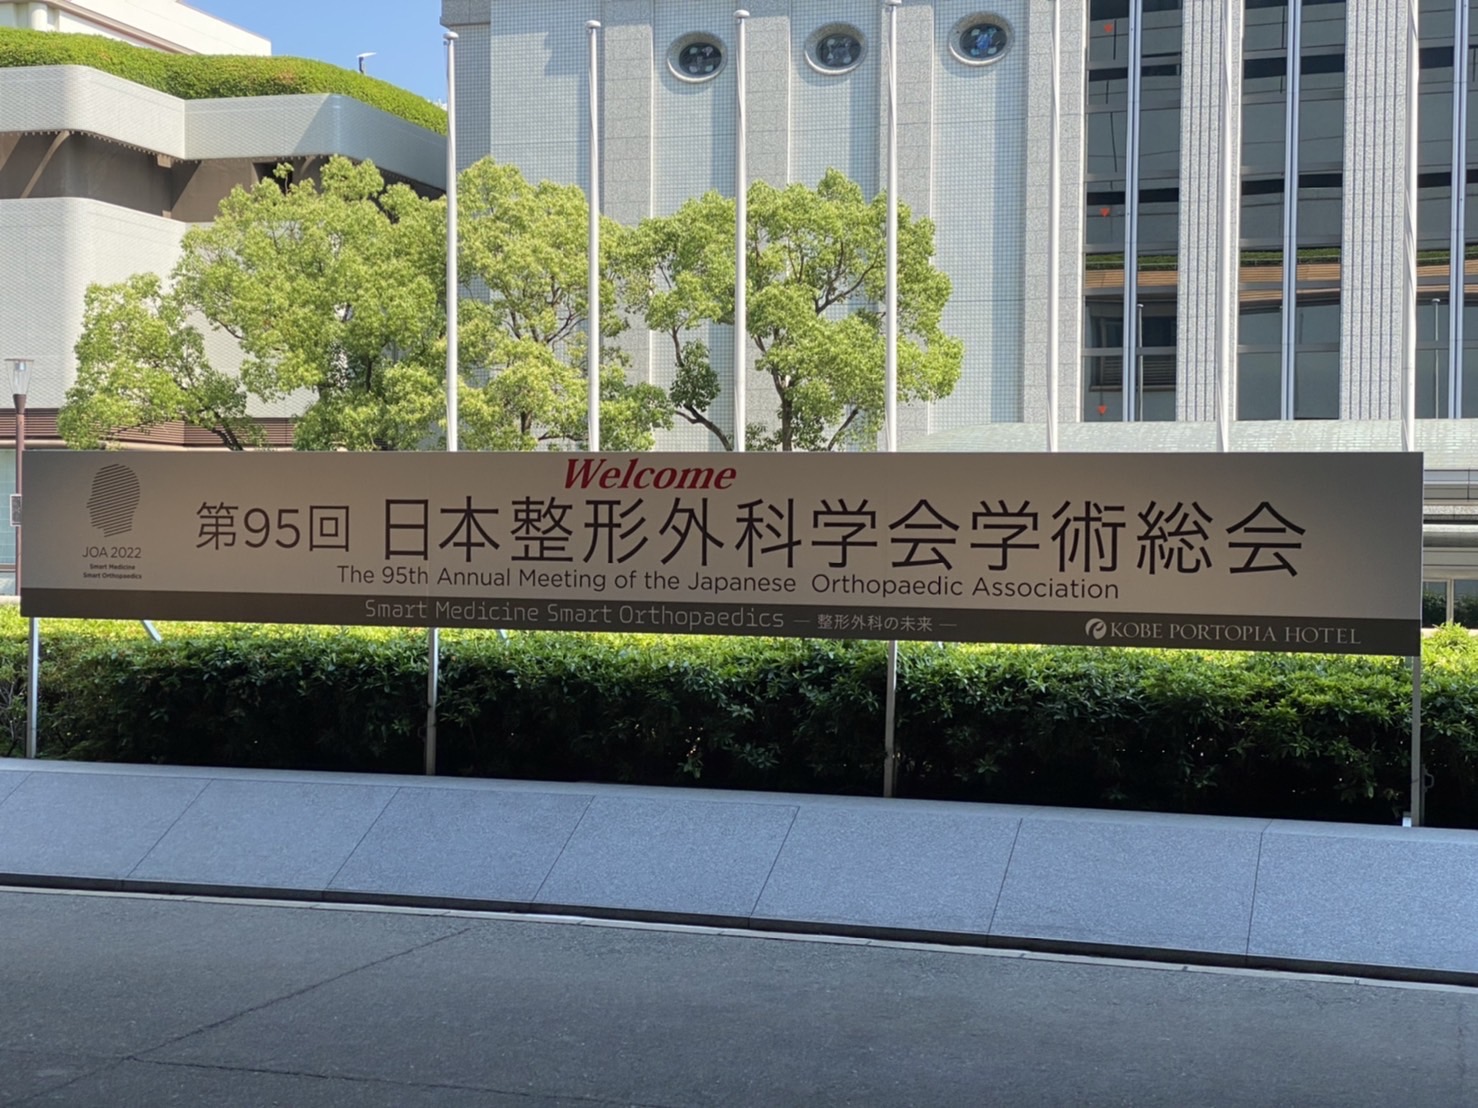 Welcome
第95回 日本整形外科学会学術総会
The 95th Annual Meeting of the Japanese Orthopaedic Association
JOA 2022
Smart Medicine
Smart Orthopaedics
Smart Medicine Smart Orthopaedics ― 整形外科の未来 ―
KOBE PORTOPIA HOTEL